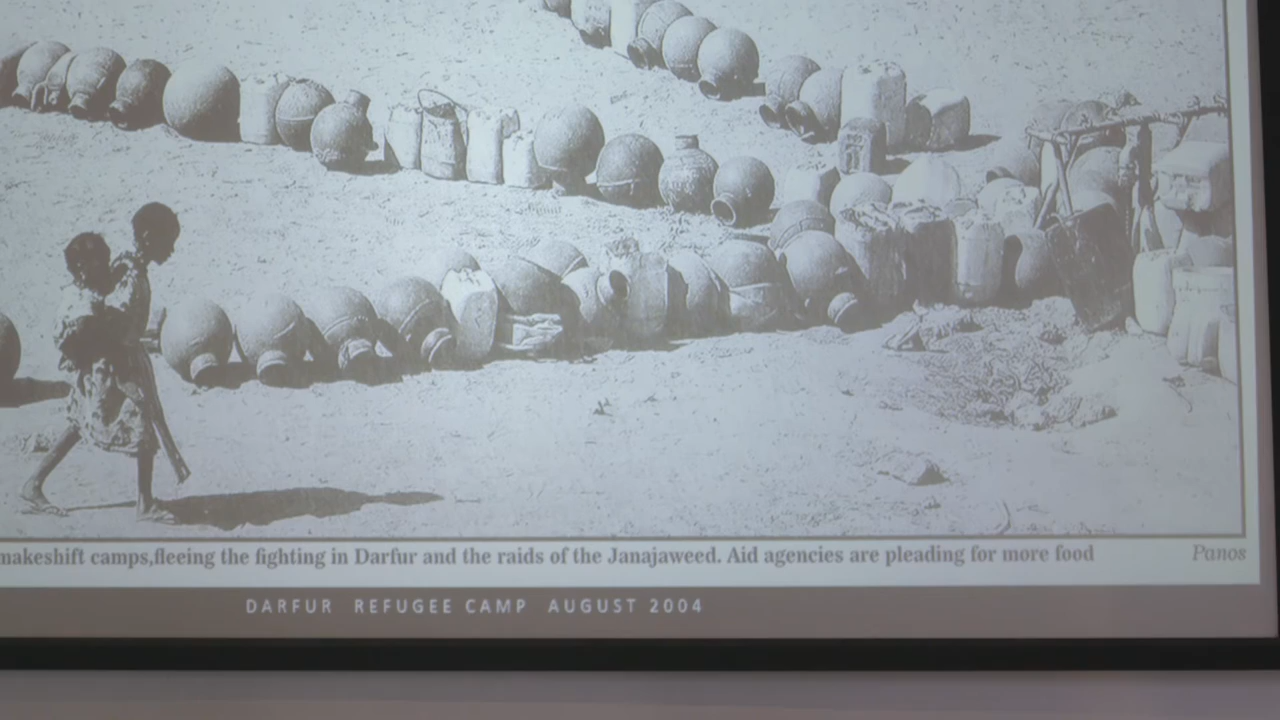 makeshift camps,fleeing the fighting in Darfur and the raids of the Janajaweed. Aid agencies are pleading for more food
Panos
DARFUR REFUGEE CAMP AUGUST 2004